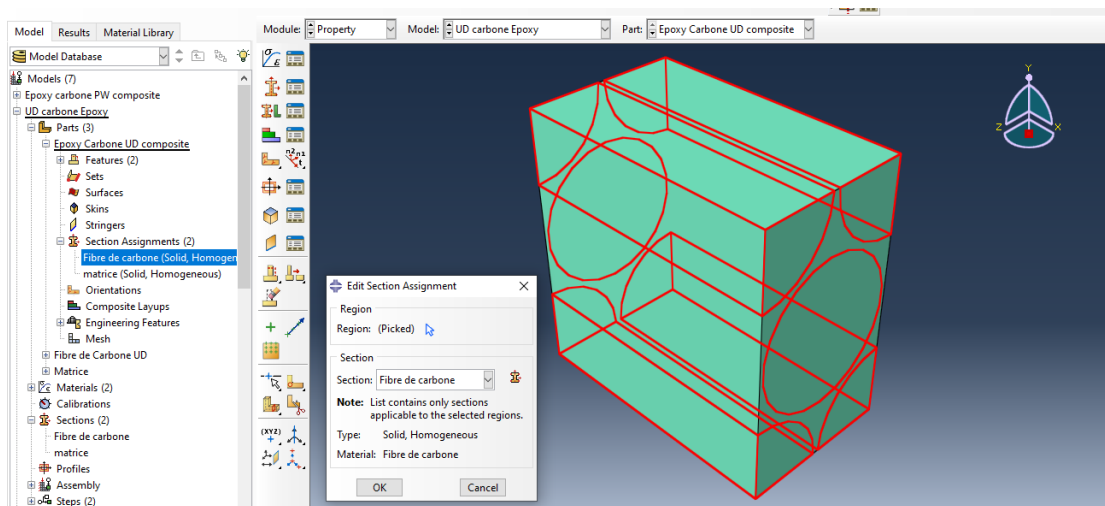 Model Results Material Library
Module: Property Model: UD carbone Epoxy Part: Epoxy Carbone UD composite
Model Database
Models (7)
Epoxy carbone PW composite
UD carbone Epoxy
Parts (3)
Epoxy Carbone UD composite
Features (2)
Sets
Surfaces
Skins
Stringers
Section Assignments (2)
Fibre de carbone (Solid, Homogen
matrice (Solid, Homogeneous)
Orientations
Composite Layups
Engineering Features
Mesh
Fibre de Carbone UD
Matrice
Materials (2)
Calibrations
Sections (2)
Fibre de carbone
matrice
Profiles
Assembly
Steps (2)
σ
ε
n2 n1
t
(XYZ)
Edit Section Assignment
Region
Region: (Picked)
Section
Section: Fibre de carbone
Note: List contains only sections
applicable to the selected regions.
Type: Solid, Homogeneous
Material: Fibre de carbone
OK Cancel
Y
Z X